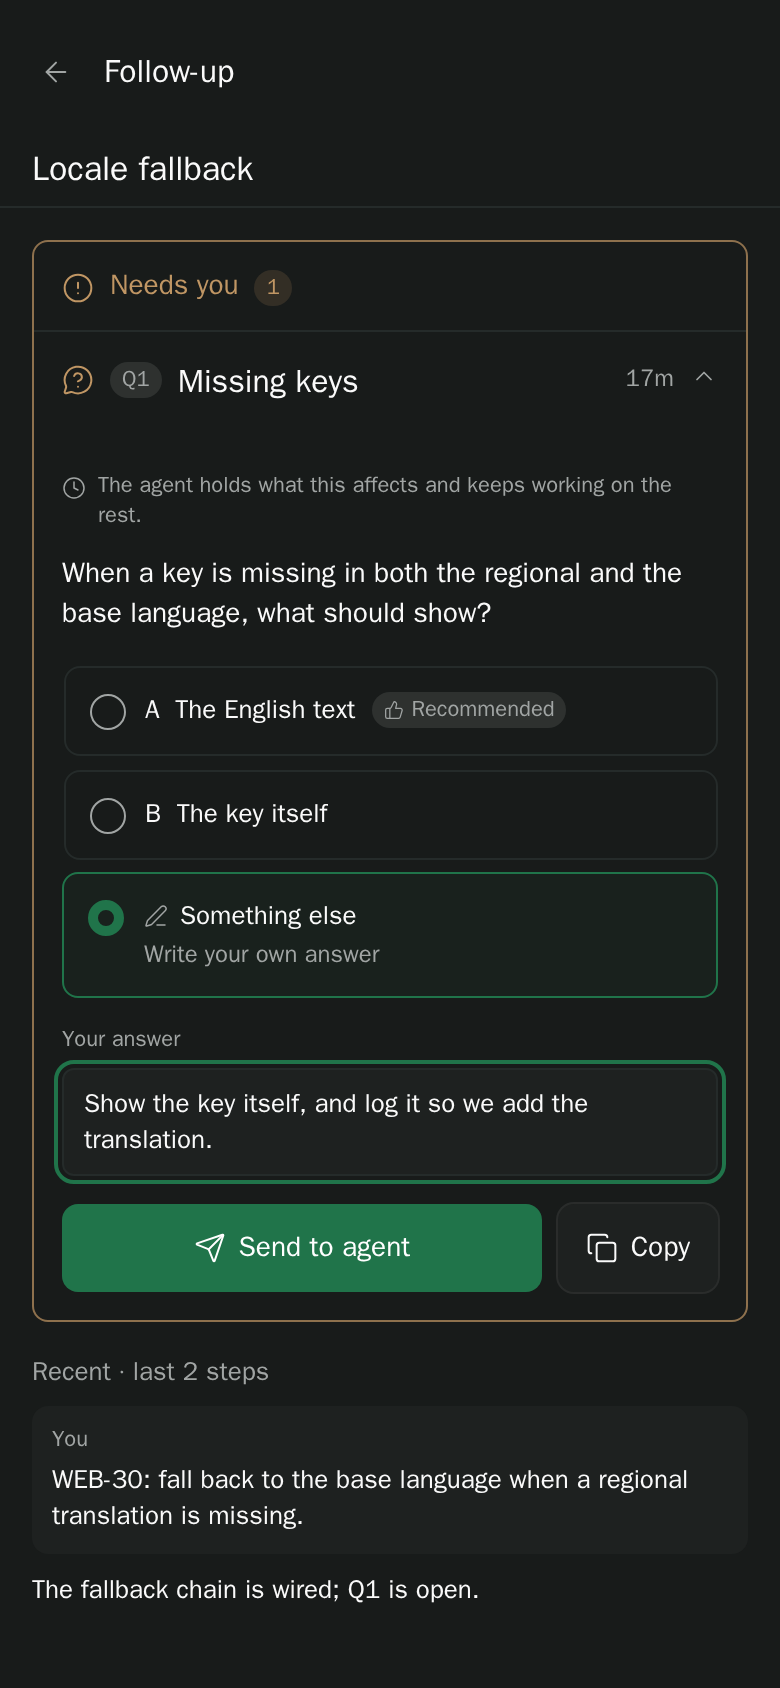 Follow-up
Locale fallback
Needs you 1
Q1 Missing keys 17m
The agent holds what this affects and keeps working on the
rest.
When a key is missing in both the regional and the
base language, what should show?
A The English text Recommended
B The key itself
Something else
Write your own answer
Your answer
Show the key itself, and log it so we add the
translation.
Send to agent Copy
Recent · last 2 steps
You
WEB-30: fall back to the base language when a regional
translation is missing.
The fallback chain is wired; Q1 is open.